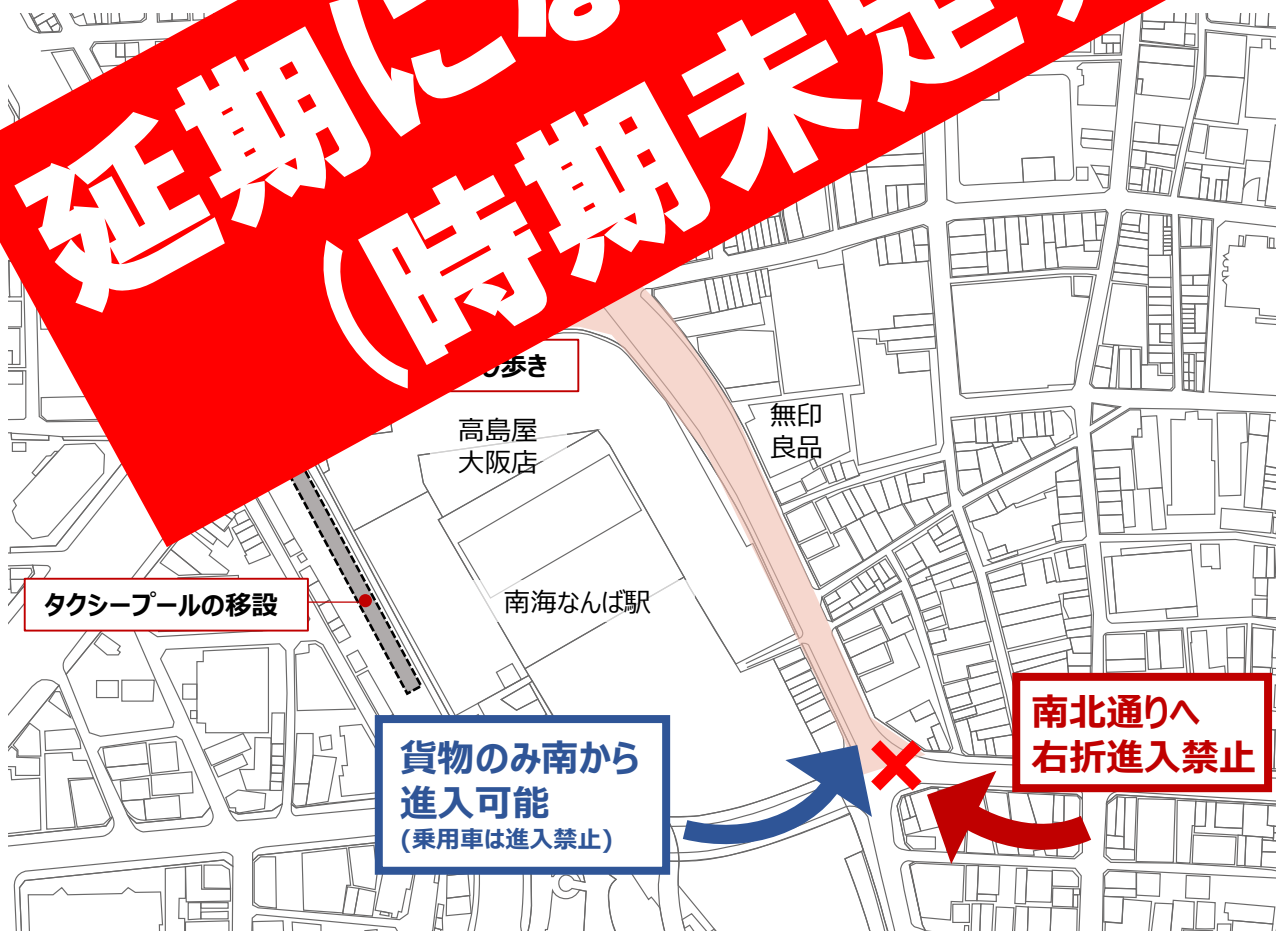 延期にな
(時期未定
歩き
高島屋
大阪店
無印
良品
タクシープールの移設
南海なんば駅
南北通りへ
右折進入禁止
貨物のみ南から
進入可能
(乗用車は進入禁止)